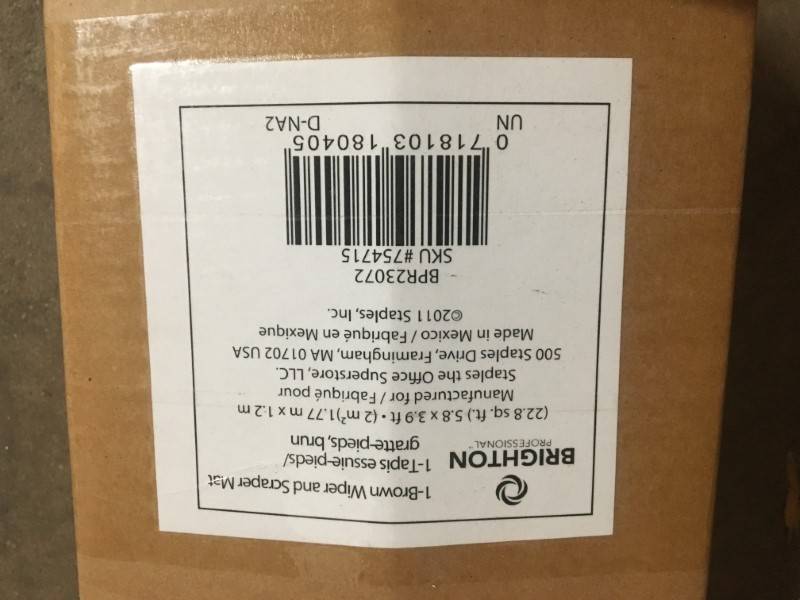 1-Brown Wiper and Scraper Mat
BRIGHTON
PROFESSIONAL™
1-Tapis essuie-pieds/
gratte-pieds, brun
(22.8 sq. ft.) 5.8 x 3.9 ft • (2 m²)1.77 m x 1.2 m
Manufactured for / Fabriqué pour
Staples the Office Superstore, LLC.
500 Staples Drive, Framingham, MA 01702 USA
Made in Mexico / Fabriqué en Mexique
©2011 Staples, Inc.
BPR23072
SKU #754715
0 718103 180405
UN D-NA2